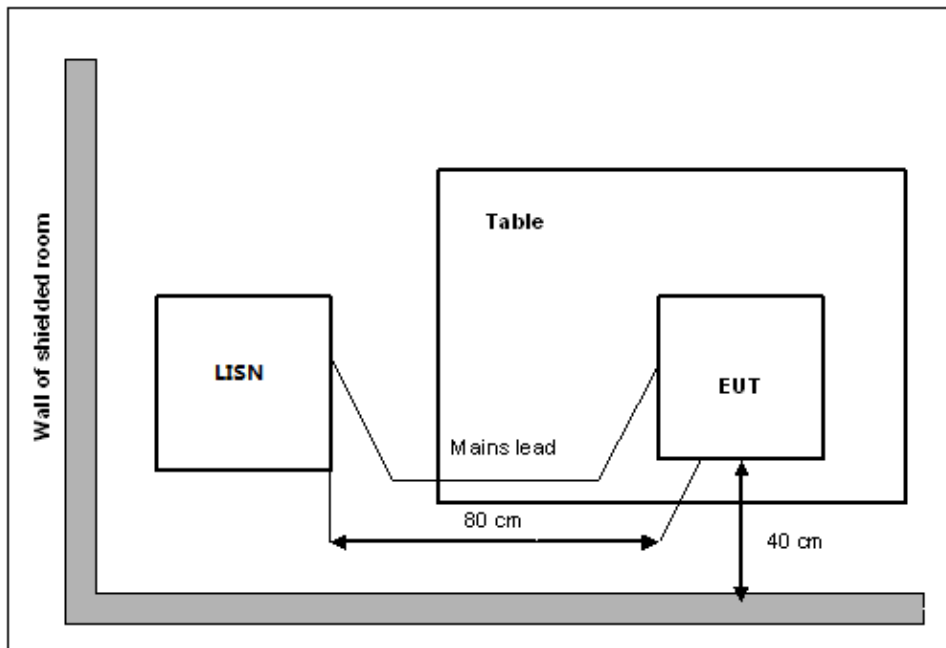 Wall of shielded room
Table
LISN
EUT
Mains lead
80 cm
40 cm